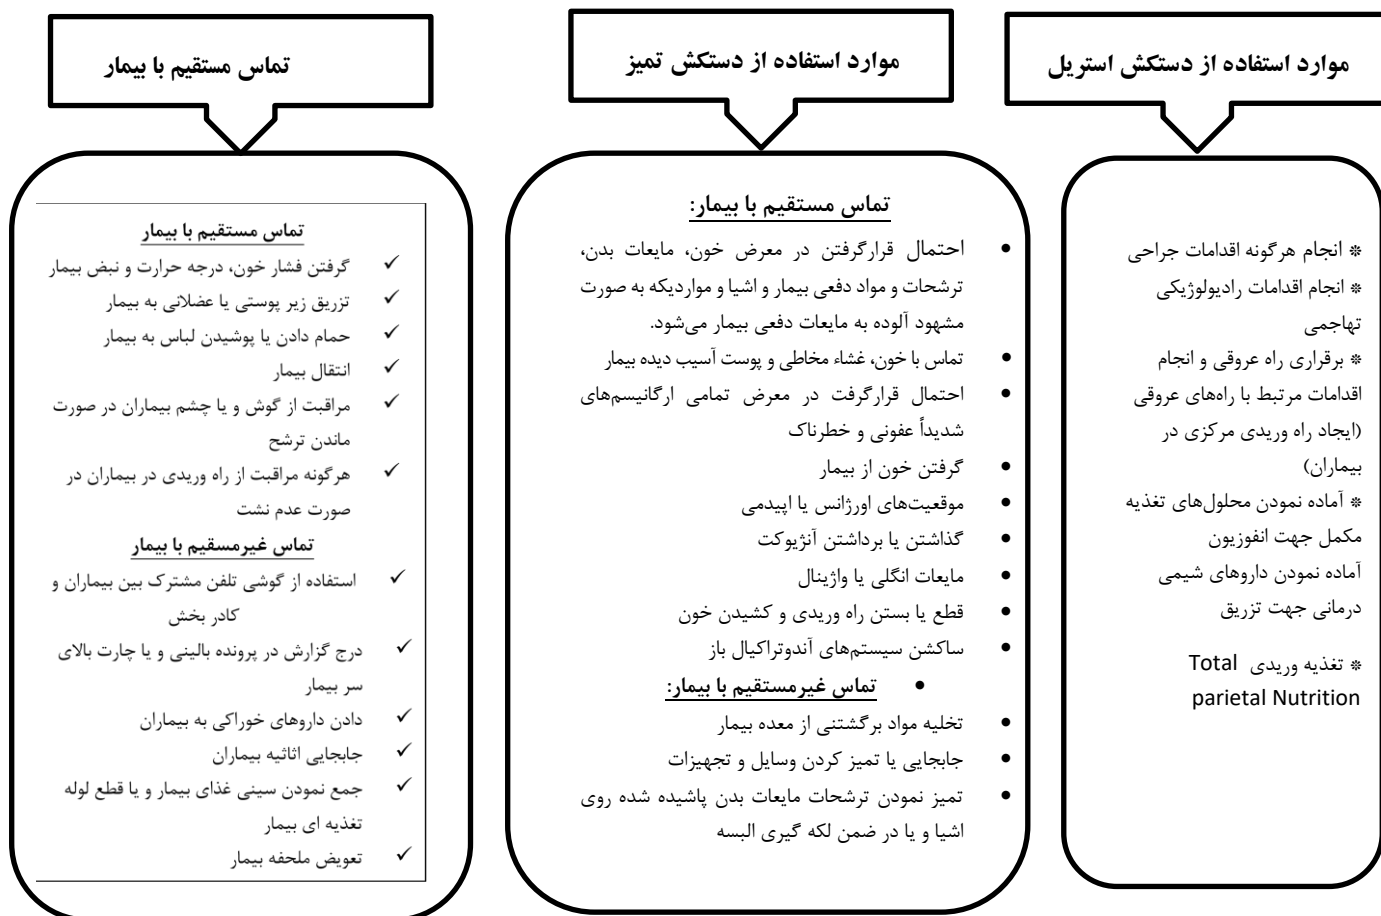 موارد استفاده از دستکش استریل
※ انجام هرگونه اقدامات جراحی
※ انجام اقدامات رادیولوژیکی
تهاجمی
※ برقراری راه عروقی و انجام
اقدامات مرتبط با راه‌های عروقی
(ایجاد راه وریدی مرکزی در
بیماران)
※ آماده نمودن محلول‌های تغذیه
مکمل جهت انفوزیون
آماده نمودن داروهای شیمی
درمانی جهت تزریق
※ تغذیه وریدی Total
parietal Nutrition
موارد استفاده از دستکش تمیز
تماس مستقیم با بیمار:
• احتمال قرارگرفتن در معرض خون، مایعات بدن،
ترشحات و مواد دفعی بیمار و اشیا و مواردیکه به صورت
مشهود آلوده به مایعات دفعی بیمار می‌شود.
• تماس با خون، غشاء مخاطی و پوست آسیب دیده بیمار
• احتمال قرارگرفت در معرض تمامی ارگانیسم‌های
شدیداً عفونی و خطرناک
• گرفتن خون از بیمار
• موقعیت‌های اورژانس یا اپیدمی
• گذاشتن یا برداشتن آنژیوکت
• مایعات انگلی یا واژینال
• قطع یا بستن راه وریدی و کشیدن خون
• ساکشن سیستم‌های آندوتراکیال باز
• تماس غیرمستقیم با بیمار:
• تخلیه مواد برگشتنی از معده بیمار
• جابجایی یا تمیز کردن وسایل و تجهیزات
• تمیز نمودن ترشحات مایعات بدن پاشیده شده روی
اشیا و یا در ضمن لکه گیری البسه
تماس مستقیم با بیمار
تماس مستقیم با بیمار
✓ گرفتن فشار خون، درجه حرارت و نبض بیمار
✓ تزریق زیر پوستی یا عضلانی به بیمار
✓ حمام دادن یا پوشیدن لباس به بیمار
✓ انتقال بیمار
✓ مراقبت از گوش و یا چشم بیماران در صورت
ماندن ترشح
✓ هرگونه مراقبت از راه وریدی در بیماران در
صورت عدم نشت
تماس غیرمسقیم با بیمار
✓ استفاده از گوشی تلفن مشترک بین بیماران و
کادر بخش
✓ درج گزارش در پرونده بالینی و یا چارت بالای
سر بیمار
✓ دادن داروهای خوراکی به بیماران
✓ جابجایی اثاثیه بیماران
✓ جمع نمودن سینی غذای بیمار و یا قطع لوله
تغذیه ای بیمار
✓ تعویض ملحفه بیمار